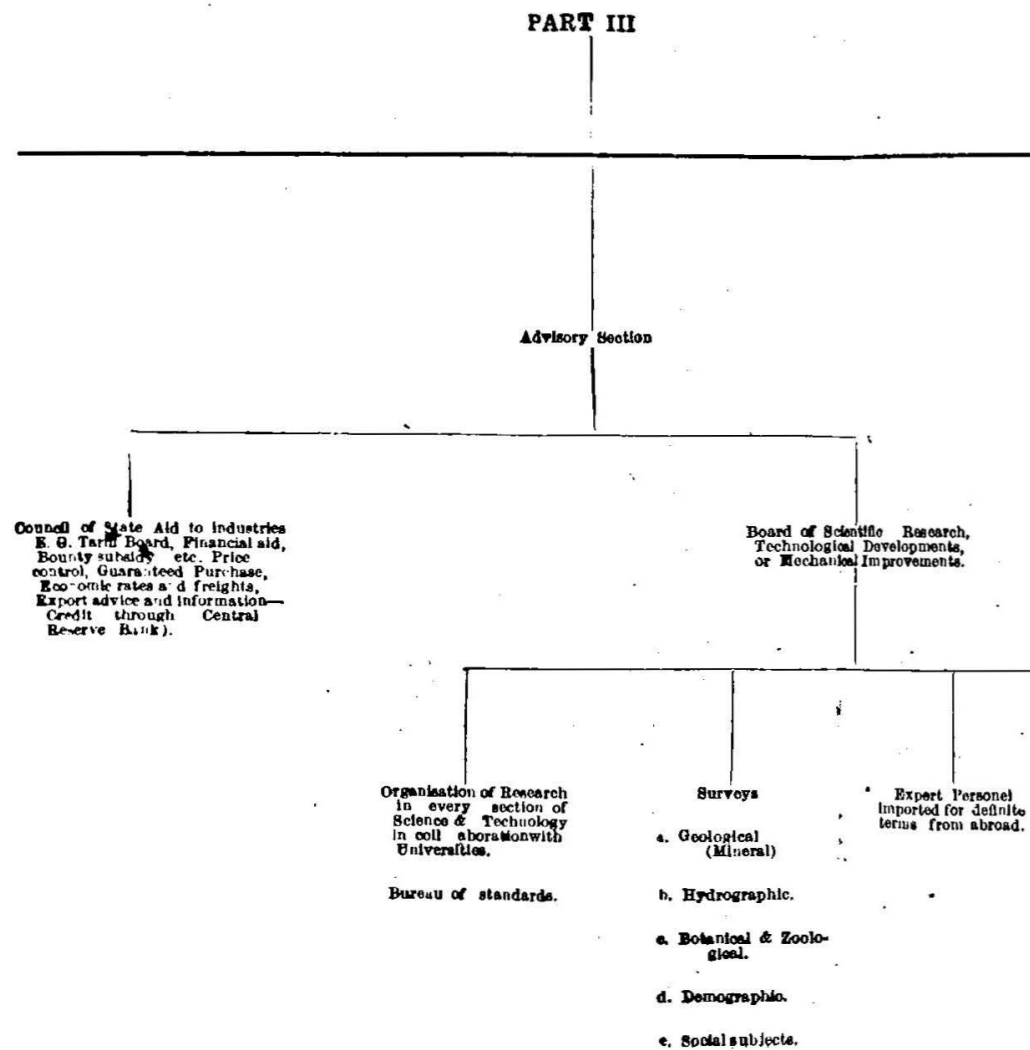 PART III
Advisory Section
Council of State Aid to industries
E. G. Tariff Board, Financial aid,
Bounty subsidy etc. Price
control, Guaranteed Purchase,
Economic rates and freights,
Export advice and information—
Credit through Central
Reserve Bank).
Board of Scientific Research,
Technological Developments,
or Mechanical Improvements.
Organisation of Research
in every section of
Science & Technology
in coll aborationwith
Universities.
Bureau of standards.
Surveys
a. Geological
(Mineral)
b. Hydrographic.
c. Botanical & Zoolo-
gical.
d. Demographic.
e. Social subjects.
Expert Personel
imported for definite
terms from abroad.